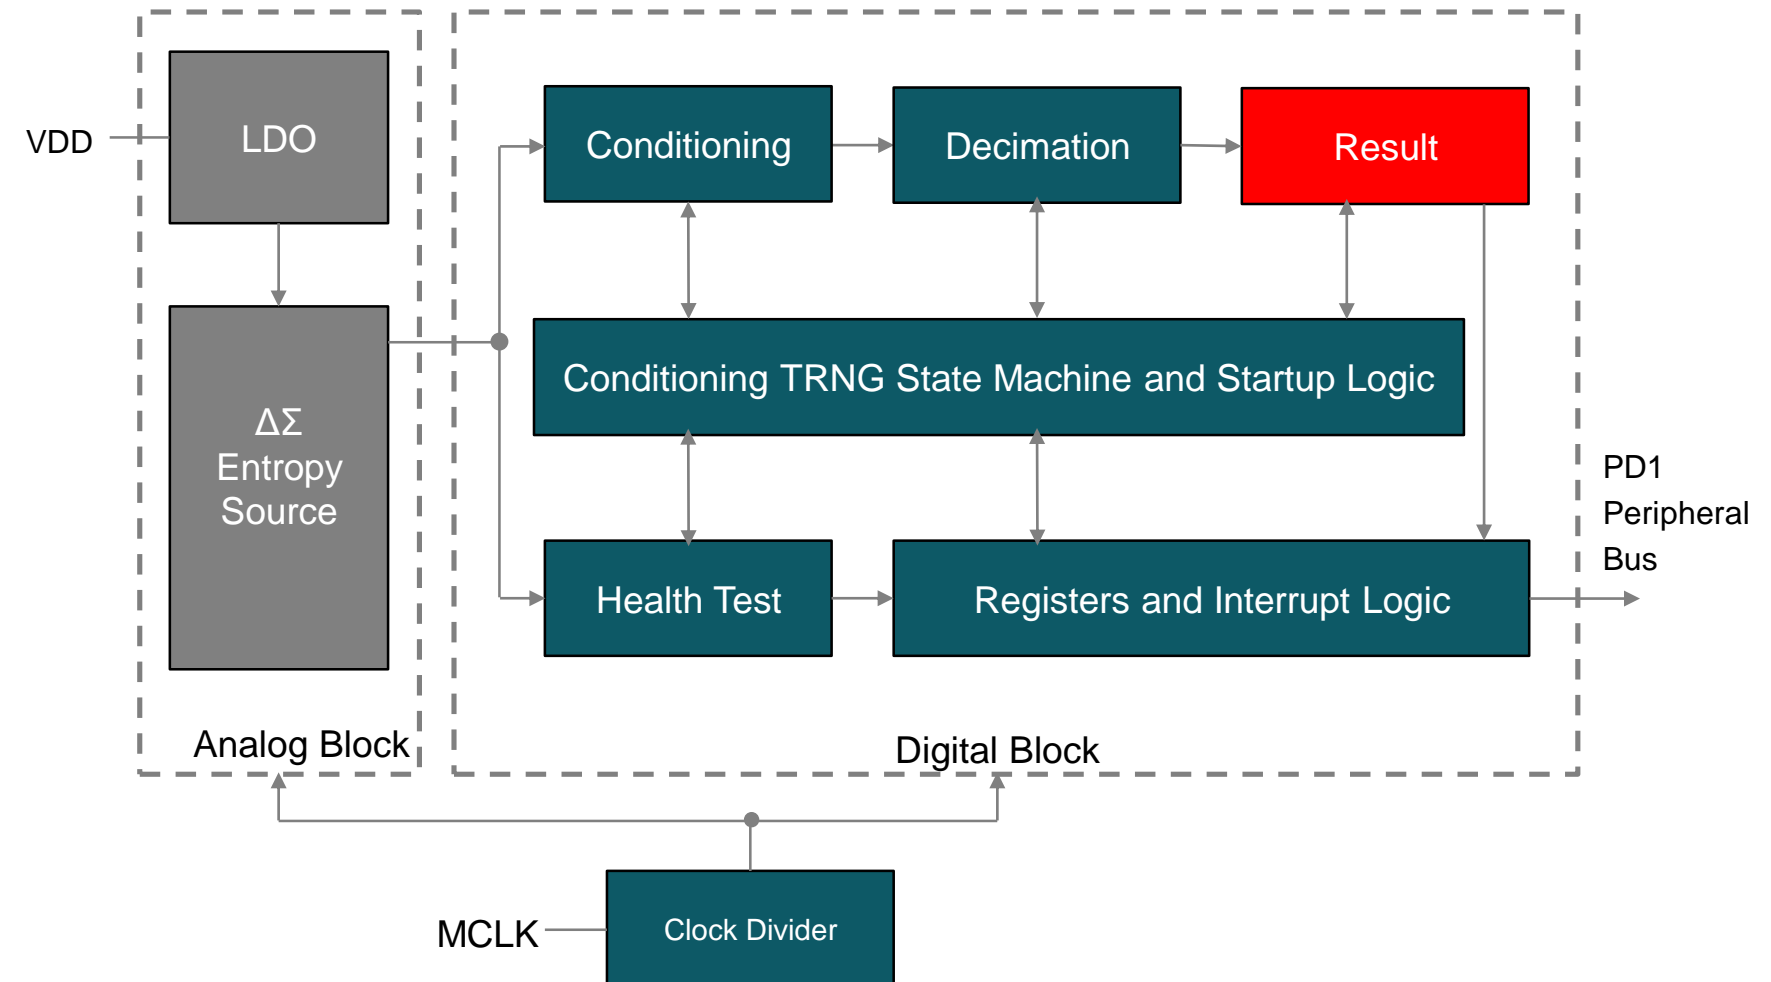 VDD
LDO
Conditioning
Decimation
Result
Conditioning TRNG State Machine and Startup Logic
ΔΣ
Entropy
Source
PD1
Peripheral
Bus
Health Test
Registers and Interrupt Logic
Analog Block
Digital Block
MCLK
Clock Divider